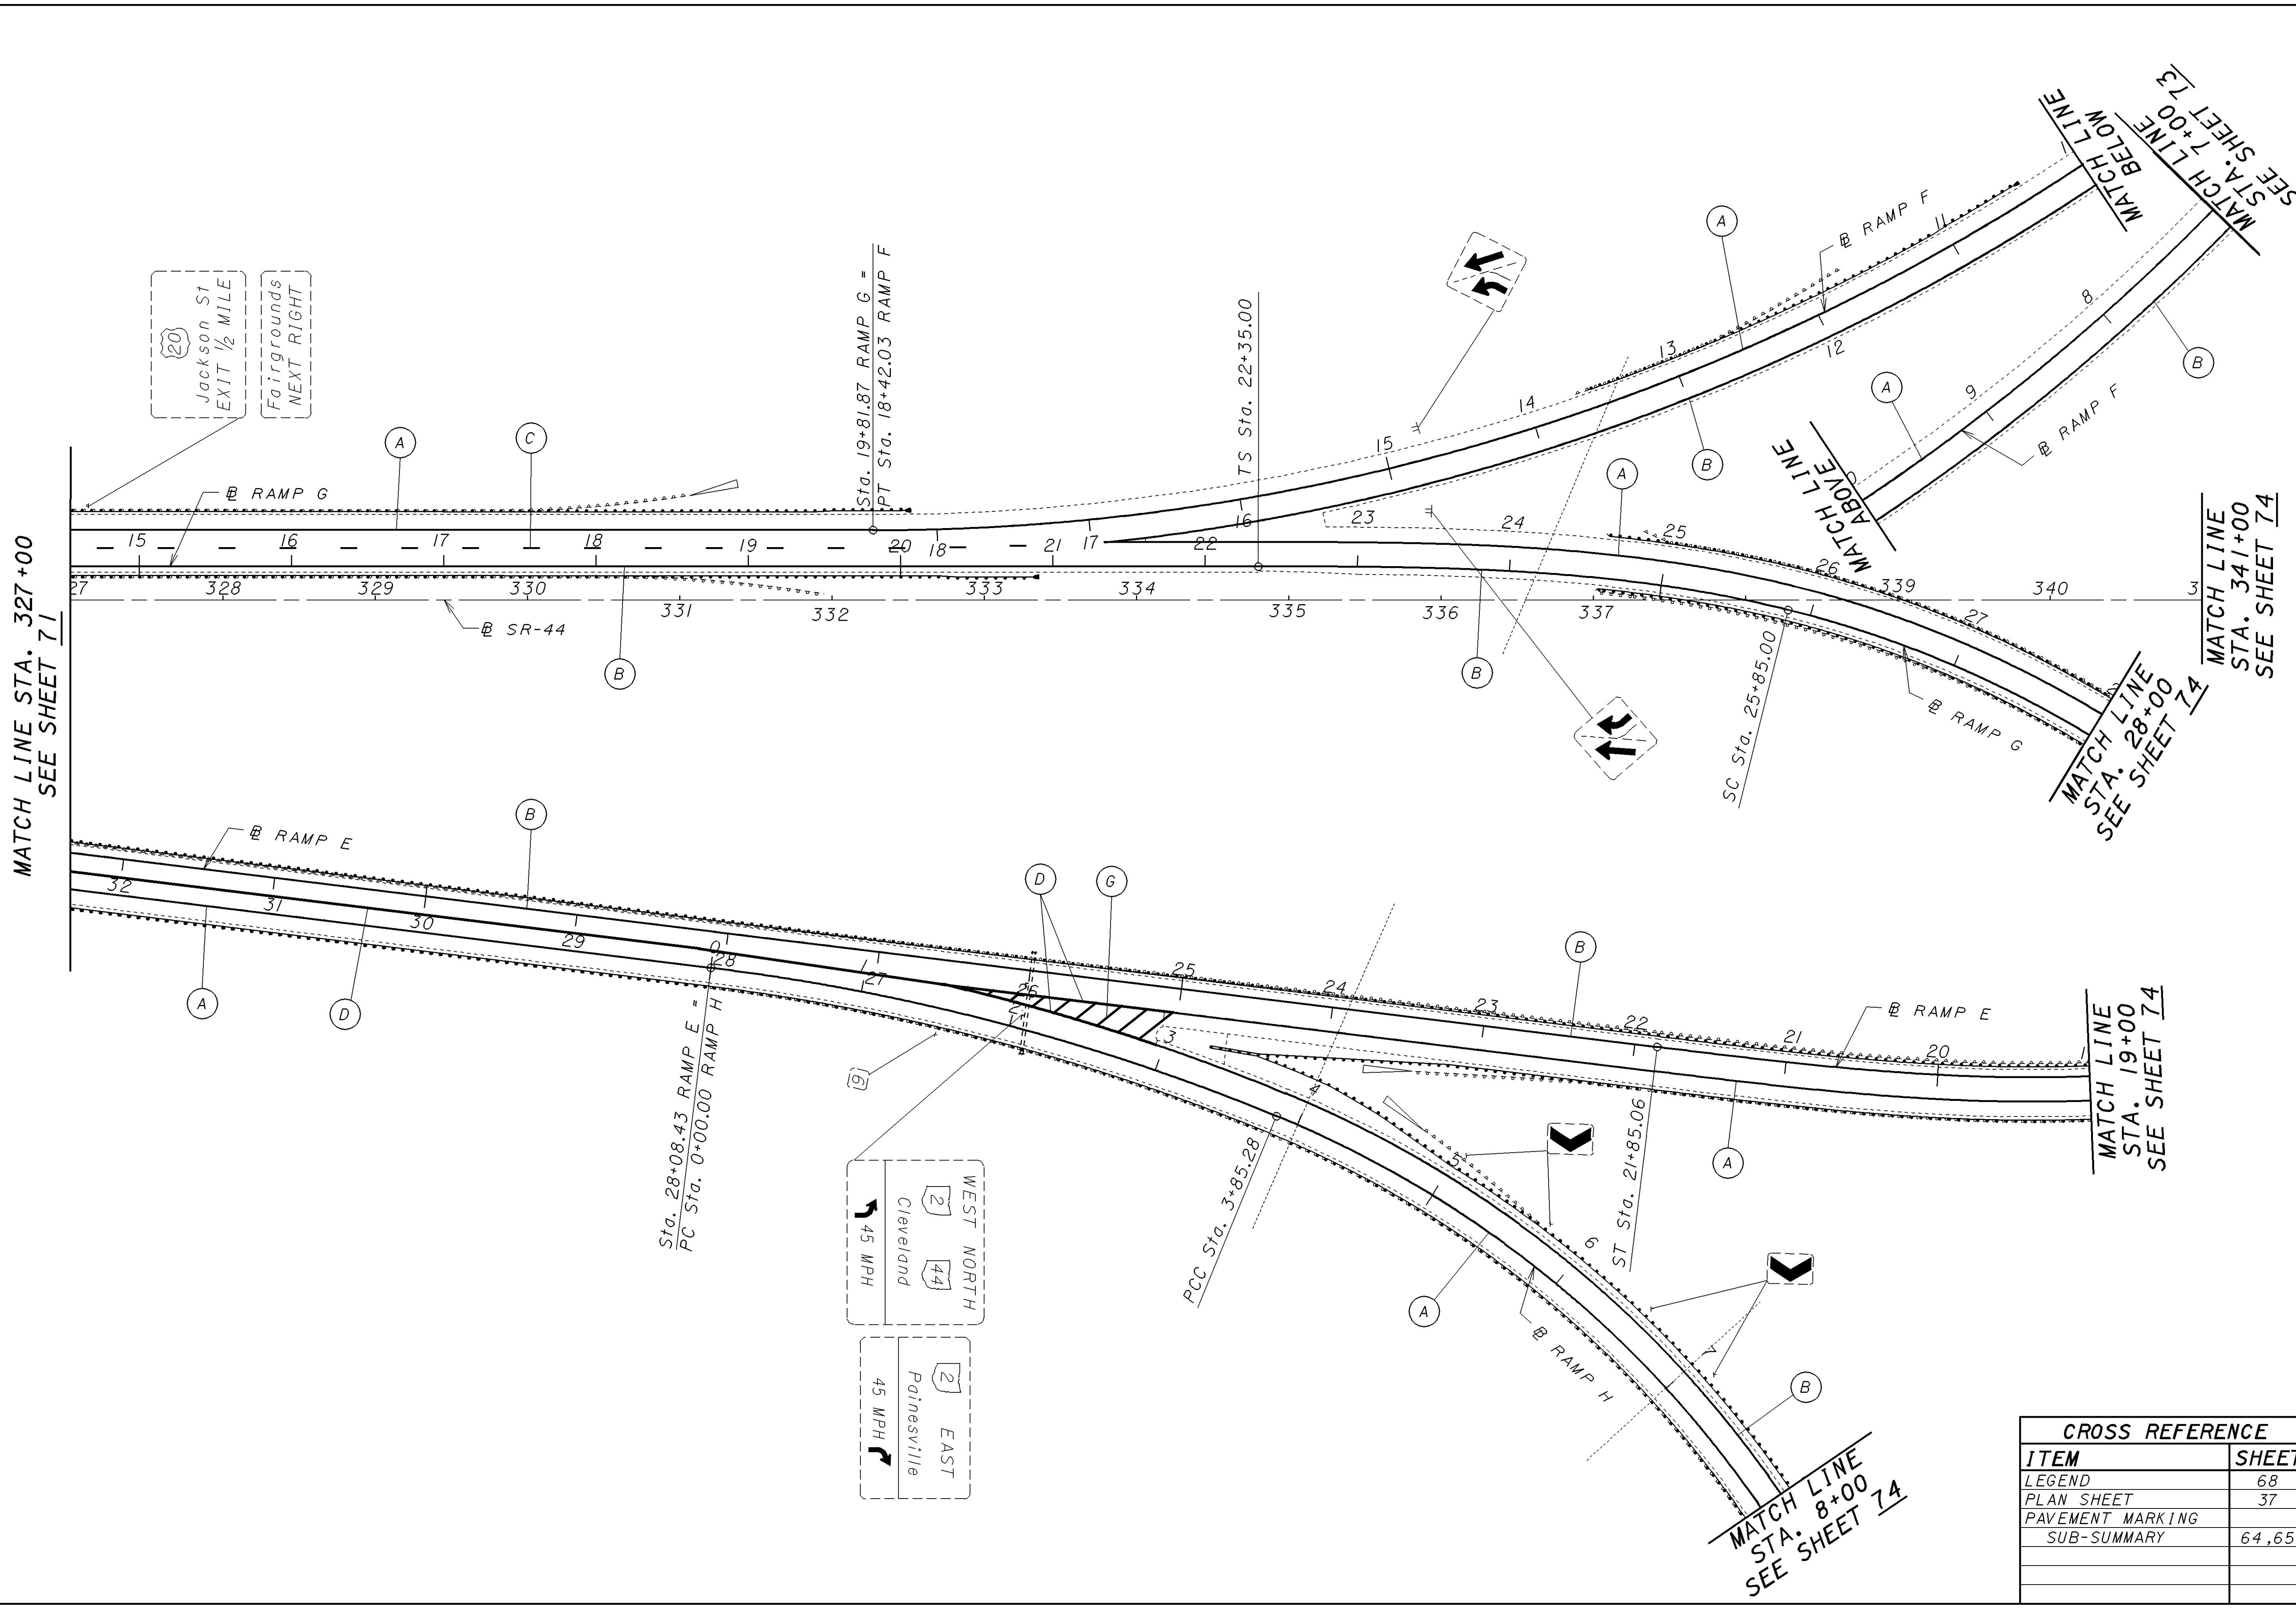 MATCH LINE STA. 327+00
SEE SHEET 71
20
Jackson St
EXIT 1/2 MILE
Fairgrounds
NEXT RIGHT
A
C
℄ RAMP G
15
16
17
18
19
20
21
22
23
24
25
26
27
Sta. 19+81.87 RAMP G =
PT Sta. 18+42.03 RAMP F
TS Sta. 22+35.00
18
17
16
15
14
13
12
11
A
℄ RAMP F
B
MATCH LINE
BELOW
MATCH LINE
STA. 7+00
SEE SHEET 73
8
9
A
B
℄ RAMP F
MATCH LINE
ABOVE
A
B
27
328
329
330
331
332
333
334
335
336
337
339
340
3
℄ SR-44
B
SC Sta. 25+85.00
℄ RAMP G
MATCH LINE
STA. 341+00
SEE SHEET 74
MATCH LINE
STA. 28+00
SEE SHEET 74
℄ RAMP E
B
D
G
32
31
30
29
28
27
26
25
24
23
22
21
20
A
D
0
2
3
4
5
6
7
Sta. 28+08.43 RAMP E =
PC Sta. 0+00.00 RAMP H
B
℄ RAMP E
MATCH LINE
STA. 19+00
SEE SHEET 74
A
ST Sta. 21+85.06
PCC Sta. 3+85.28
WEST NORTH
2 44
Cleveland
45 MPH
2 EAST
Painesville
45 MPH
A
℄ RAMP H
B
MATCH LINE
STA. 8+00
SEE SHEET 74
CROSS REFERENCE
ITEM SHEET
LEGEND 68
PLAN SHEET 37
PAVEMENT MARKING
SUB-SUMMARY 64,65